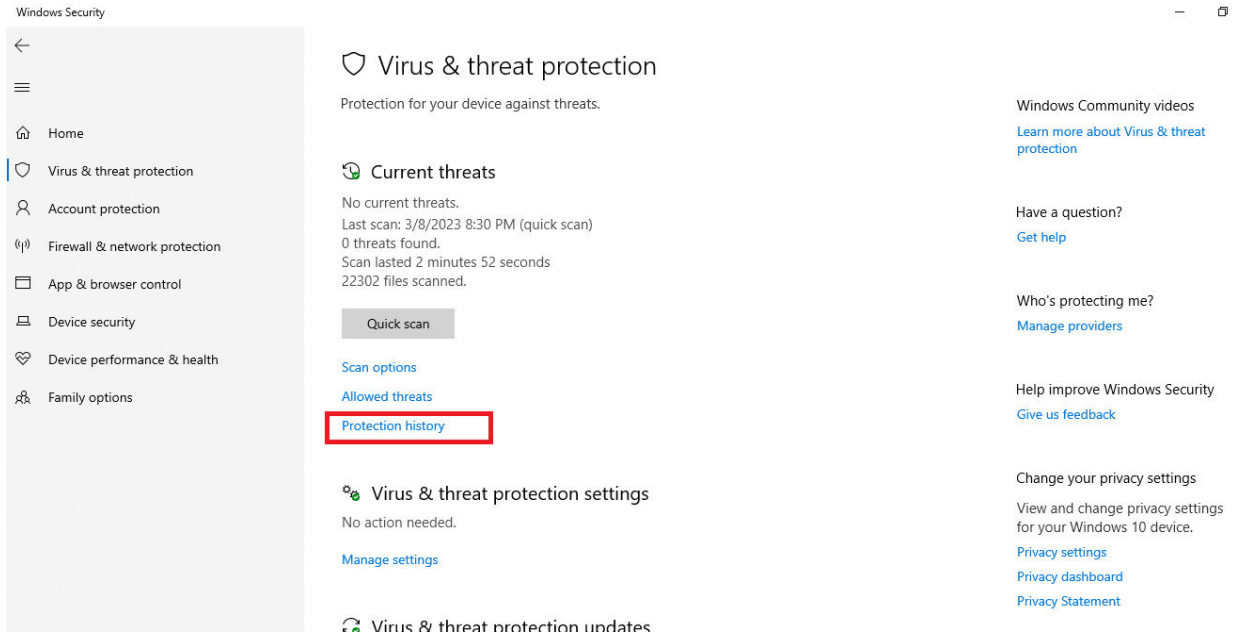 Windows Security
Home
Virus & threat protection
Account protection
Firewall & network protection
App & browser control
Device security
Device performance & health
Family options
Virus & threat protection
Protection for your device against threats.
Current threats
No current threats.
Last scan: 3/8/2023 8:30 PM (quick scan)
0 threats found.
Scan lasted 2 minutes 52 seconds
22302 files scanned.
Quick scan
Scan options
Allowed threats
Protection history
Virus & threat protection settings
No action needed.
Manage settings
Virus & threat protection updates
Windows Community videos
Learn more about Virus & threat
protection
Have a question?
Get help
Who's protecting me?
Manage providers
Help improve Windows Security
Give us feedback
Change your privacy settings
View and change privacy settings
for your Windows 10 device.
Privacy settings
Privacy dashboard
Privacy Statement